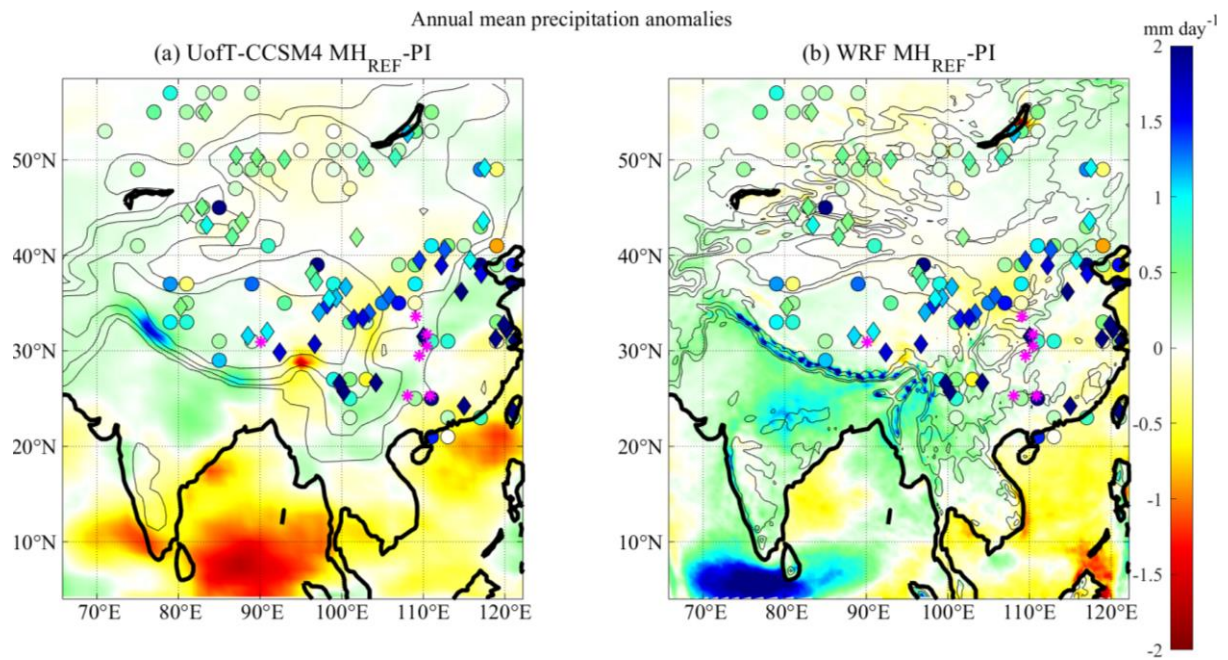 Annual mean precipitation anomalies
mm day-1
(a) UofT-CCSM4 MHREF-PI
(b) WRF MHREF-PI
50°N
40°N
30°N
20°N
10°N
70°E 80°E 90°E 100°E 110°E 120°E
50°N
40°N
30°N
20°N
10°N
70°E 80°E 90°E 100°E 110°E 120°E
2
1.5
1
0.5
0
-0.5
-1
-1.5
-2